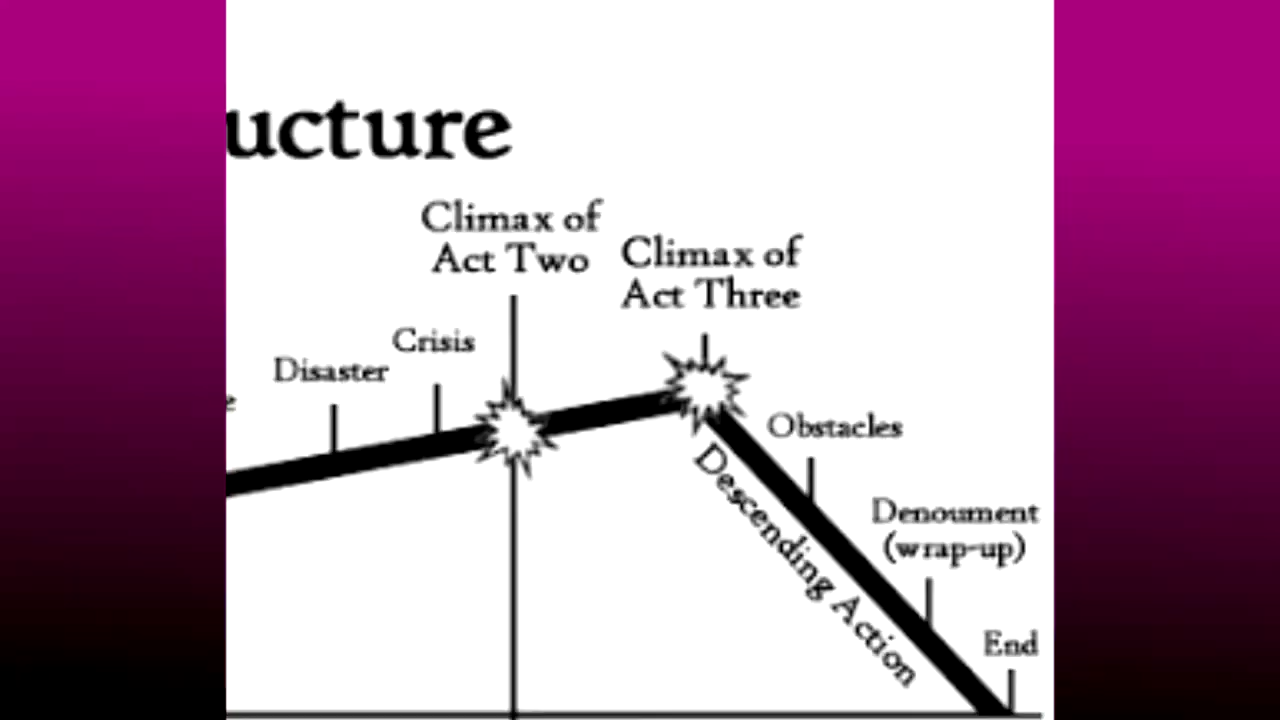 ucture
Climax of
Act Two
Climax of
Act Three
Crisis
Disaster
e
Obstacles
Descending Action
Denoument
(wrap-up)
End